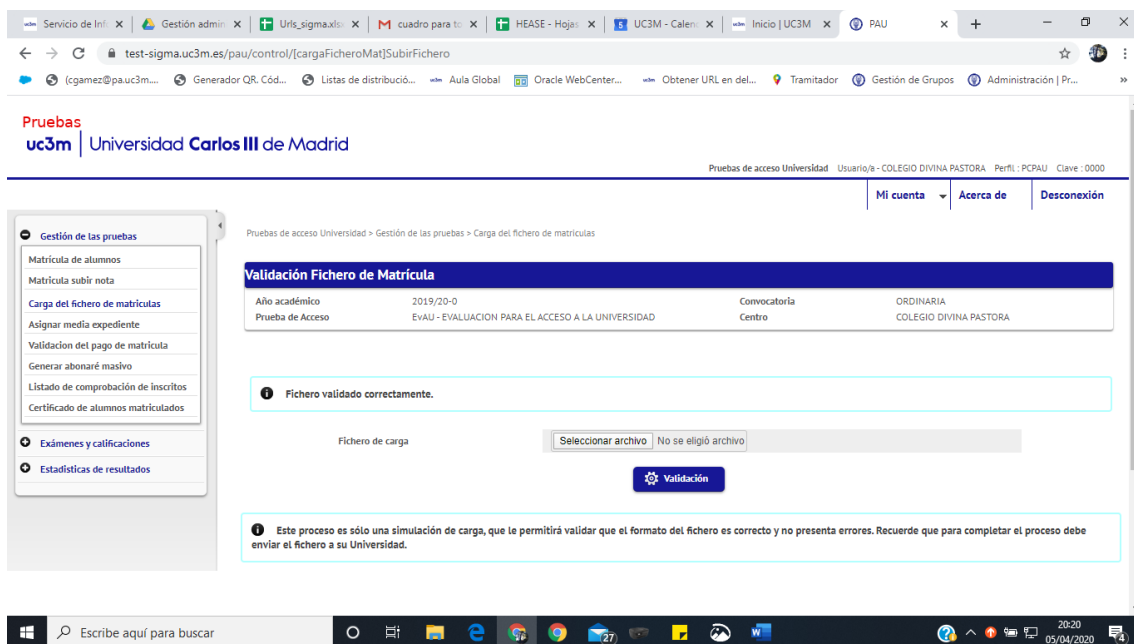 Servicio de Info
Gestión admin
Urls_sigma.xls
cuadro para to
HEASE - Hojas
UC3M - Calend
Inicio | UC3M
PAU
test-sigma.uc3m.es/pau/control/[cargaFicheroMat]SubirFichero
(cgamez@pa.uc3m....
Generador QR. Cód...
Listas de distribució...
Aula Global
Oracle WebCenter...
Obtener URL en del...
Tramitador
Gestión de Grupos
Administración | Pr...
Pruebas
uc3m | Universidad Carlos III de Madrid
Pruebas de acceso Universidad Usuario/a - COLEGIO DIVINA PASTORA Perfil : PCPAU Clave : 0000
Mi cuenta
Acerca de
Desconexión
Gestión de las pruebas
Matrícula de alumnos
Matricula subir nota
Carga del fichero de matriculas
Asignar media expediente
Validacion del pago de matricula
Generar abonaré masivo
Listado de comprobación de inscritos
Certificado de alumnos matriculados
Exámenes y calificaciones
Estadisticas de resultados
Pruebas de acceso Universidad > Gestión de las pruebas > Carga del fichero de matriculas
Validación Fichero de Matrícula
Año académico 2019/20-0 Convocatoria ORDINARIA
Prueba de Acceso EvAU - EVALUACION PARA EL ACCESO A LA UNIVERSIDAD Centro COLEGIO DIVINA PASTORA
Fichero validado correctamente.
Fichero de carga Seleccionar archivo No se eligió archivo
Validación
Este proceso es sólo una simulación de carga, que le permitirá validar que el formato del fichero es correcto y no presenta errores. Recuerde que para completar el proceso debe
enviar el fichero a su Universidad.
Escribe aquí para buscar
27
20:20
05/04/2020